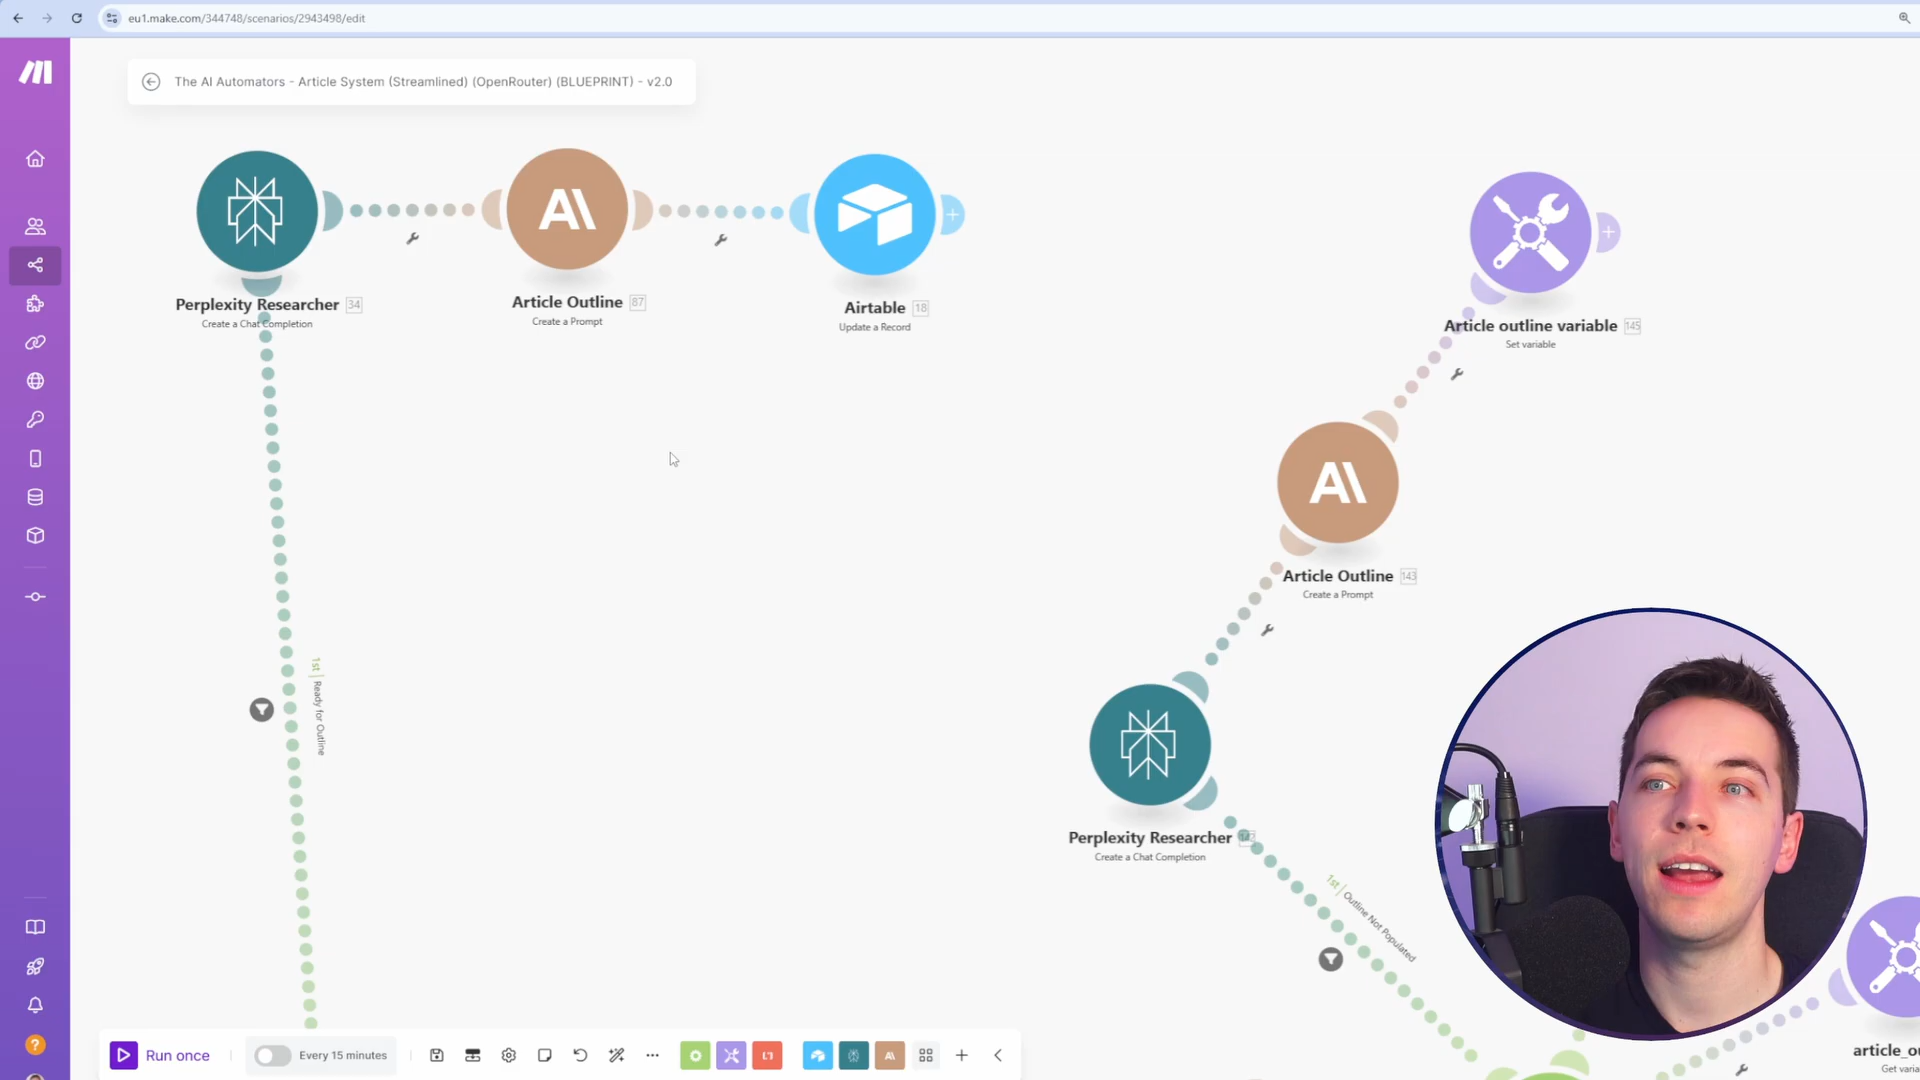 eu1.make.com/344748/scenarios/2943498/edit
The AI Automators - Article System (Streamlined) (OpenRouter) (BLUEPRINT) - v2.0
Perplexity Researcher 34
Create a Chat Completion
Article Outline 87
Create a Prompt
Airtable 18
Update a Record
Article outline variable 145
Set variable
Article Outline 143
Create a Prompt
Perplexity Researcher
Create a Chat Completion
1st | Ready for Outline
1st | Outline Not Populated
article_ou
Get varia
Run once
Every 15 minutes